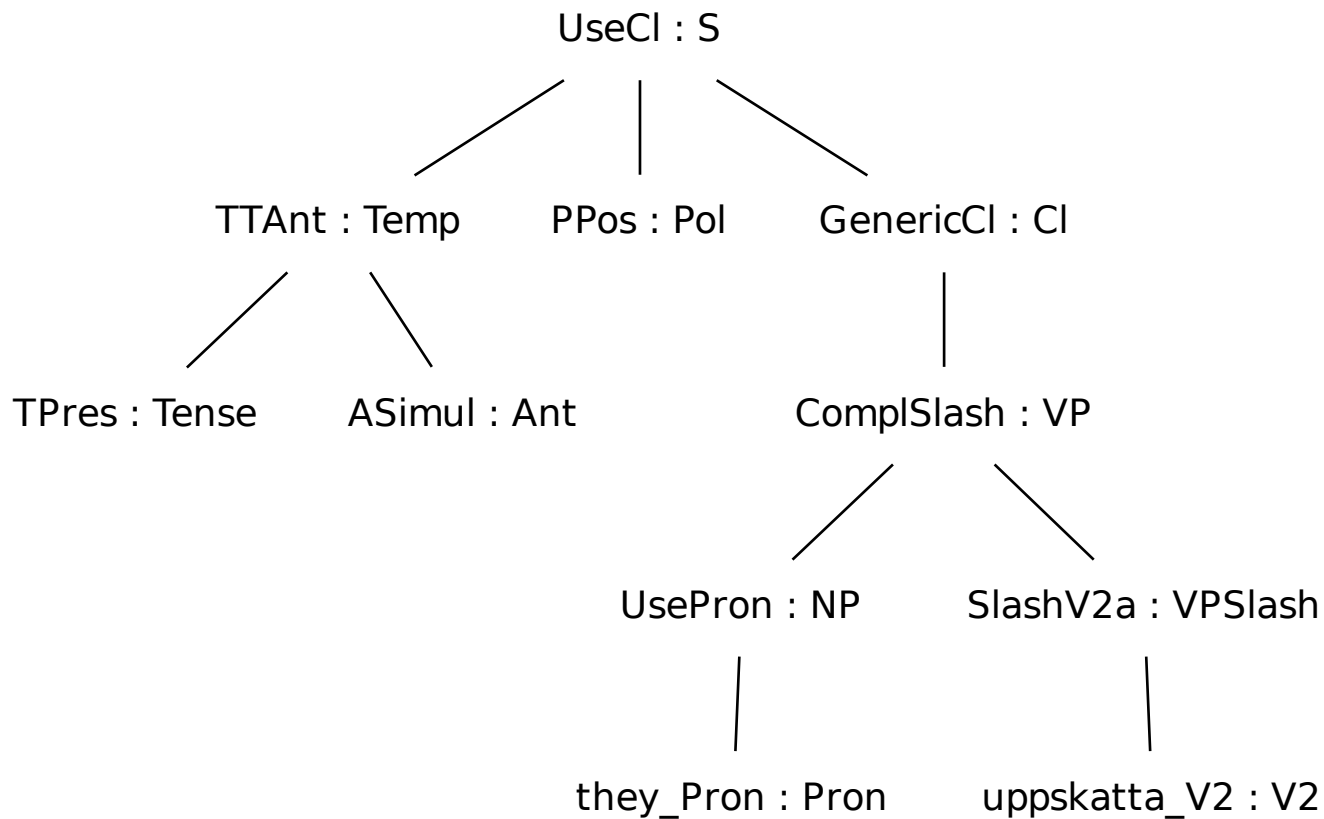 UseCl : S
TTAnt : Temp PPos : Pol GenericCl : Cl
TPres : Tense ASimul : Ant ComplSlash : VP
UsePron : NP SlashV2a : VPSlash
they_Pron : Pron uppskatta_V2 : V2